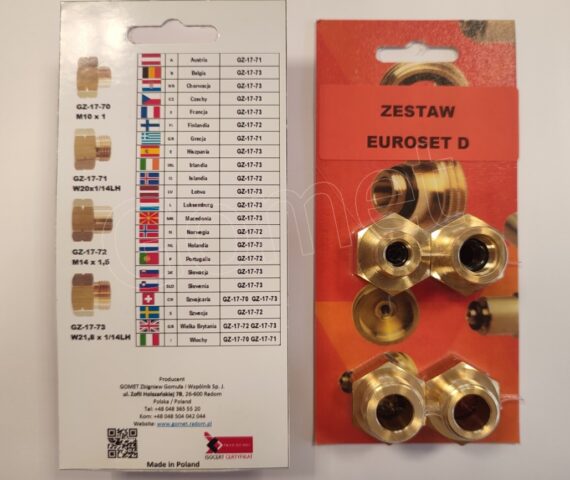 GZ-17-70
M10 x 1
GZ-17-71
W20x1/14LH
GZ-17-72
M14 x 1,5
GZ-17-73
W21,8 x 1/14LH
A Austria GZ-17-71
B Belgia GZ-17-73
HR Chorwacja GZ-17-73
CZ Czechy GZ-17-73
F Francja GZ-17-73
Finlandia GZ-17-72
GR Grecja GZ-17-71
E Hiszpania GZ-17-73
IRL Irlandia GZ-17-73
Islandia GZ-17-72
LV Łotwa GZ-17-73
L Luksemburg GZ-17-73
MK Macedonia GZ-17-73
N Norwegia GZ-17-72
NL Holandia GZ-17-73
P Portugalia GZ-17-72
SK Słowacja GZ-17-73
SLO Słowenia GZ-17-73
CH Szwajcaria GZ-17-70 GZ-17-73
S Szwecja GZ-17-72
GB Wielka Brytania GZ-17-72 GZ-17-73
I Włochy GZ-17-70 GZ-17-71
Producent
GOMET Zbigniew Gomuła i Wspólnik Sp. J.
ul. Zofii Holszańskiej 7B, 26-600 Radom
Polska / Poland
Tel: +48 048 365 55 20
Kom: +48 048 504 042 044
Website: www.gomet.radom.pl
ISOCERT CERTYFIKAT
Made in Poland
ZESTAW
EUROSET D
Gomet